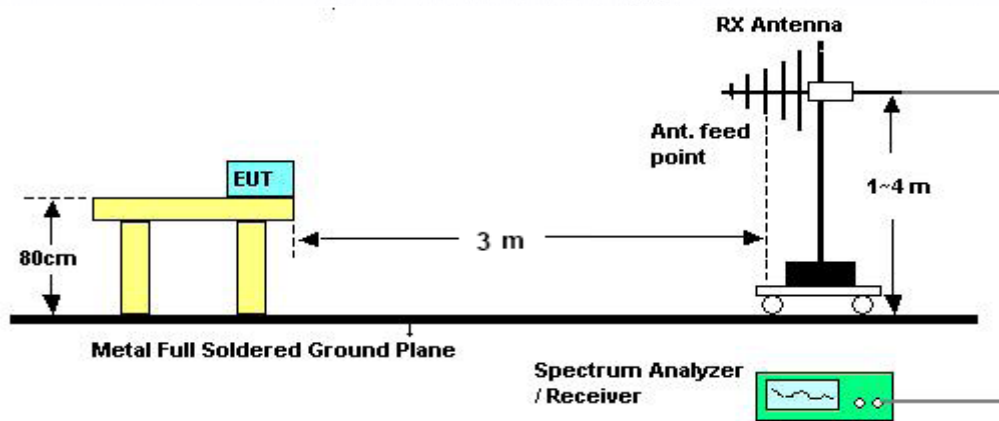 RX Antenna
Ant. feed
point
EUT
1~4 m
3 m
80cm
Metal Full Soldered Ground Plane
Spectrum Analyzer
/ Receiver